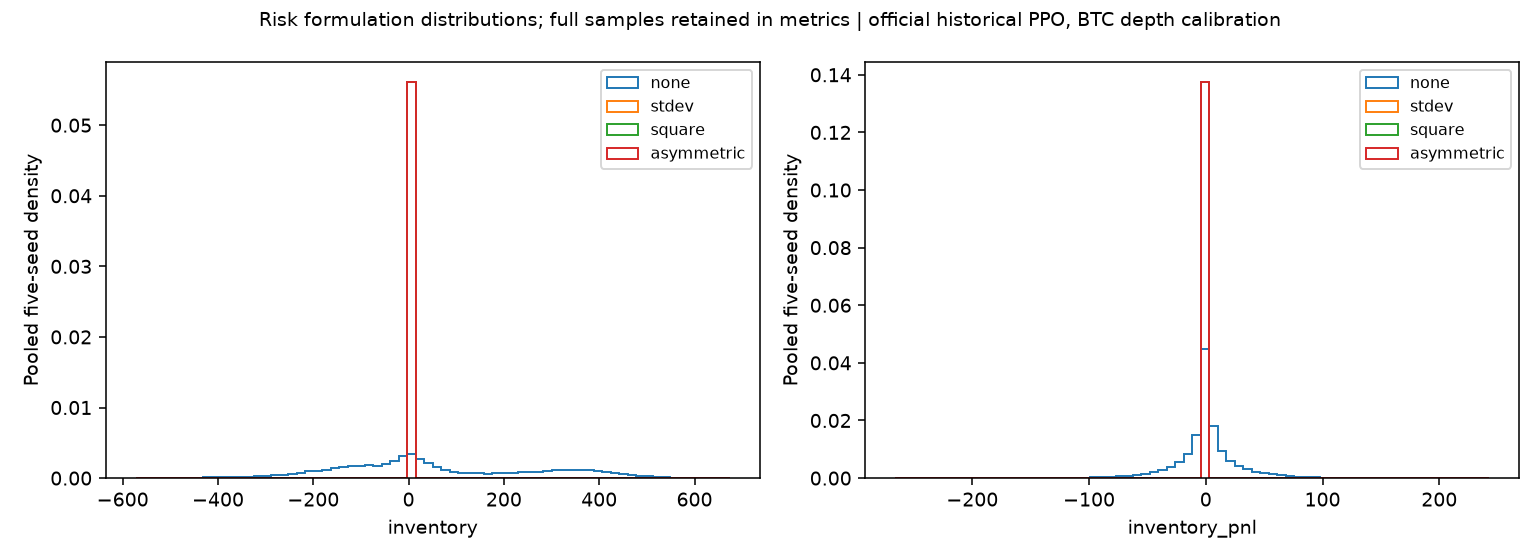 Risk formulation distributions; full samples retained in metrics | official historical PPO, BTC depth calibration
Pooled five-seed density
0.05
0.04
0.03
0.02
0.01
0.00
−600
−400
−200
0
200
400
600
inventory
none
stdev
square
asymmetric
Pooled five-seed density
0.14
0.12
0.10
0.08
0.06
0.04
0.02
0.00
−200
−100
0
100
200
inventory_pnl
none
stdev
square
asymmetric